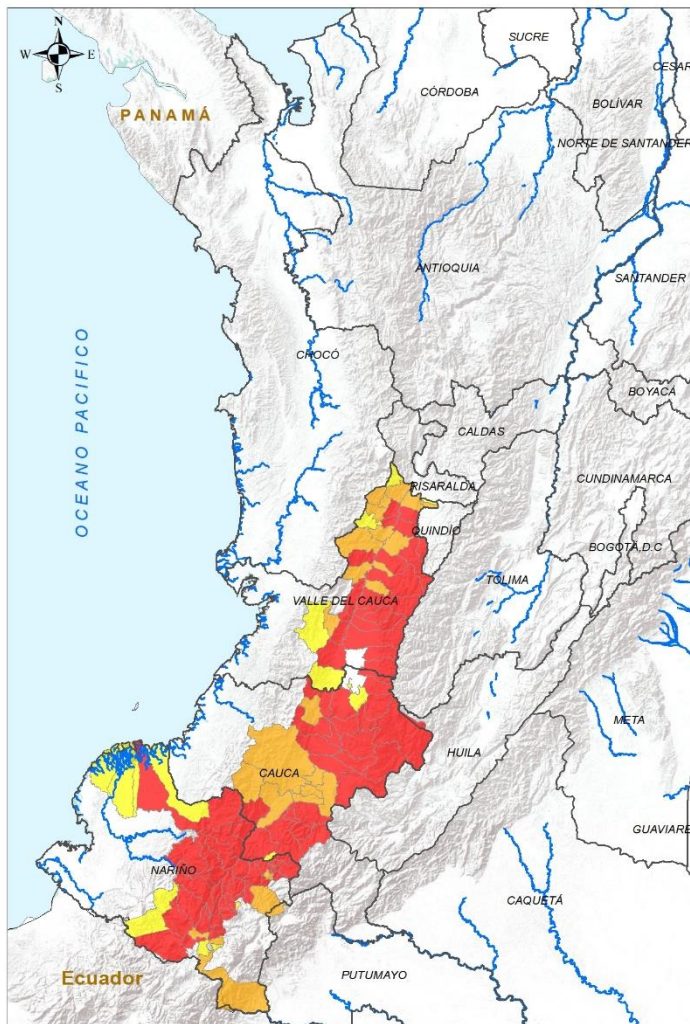 N
W E
S
SUCRE
CESAR
CÓRDOBA
BOLÍVAR
PANAMÁ
NORTE DE SANTANDER
ANTIOQUIA
SANTANDER
OCEANO PACIFICO
CHOCÓ
BOYACÁ
CALDAS
CUNDINAMARCA
RISARALDA
QUINDÍO
BOGOTÁ,D.C
TOLIMA
VALLE DEL CAUCA
META
HUILA
CAUCA
GUAVIARE
NARIÑO
CAQUETÁ
PUTUMAYO
Ecuador